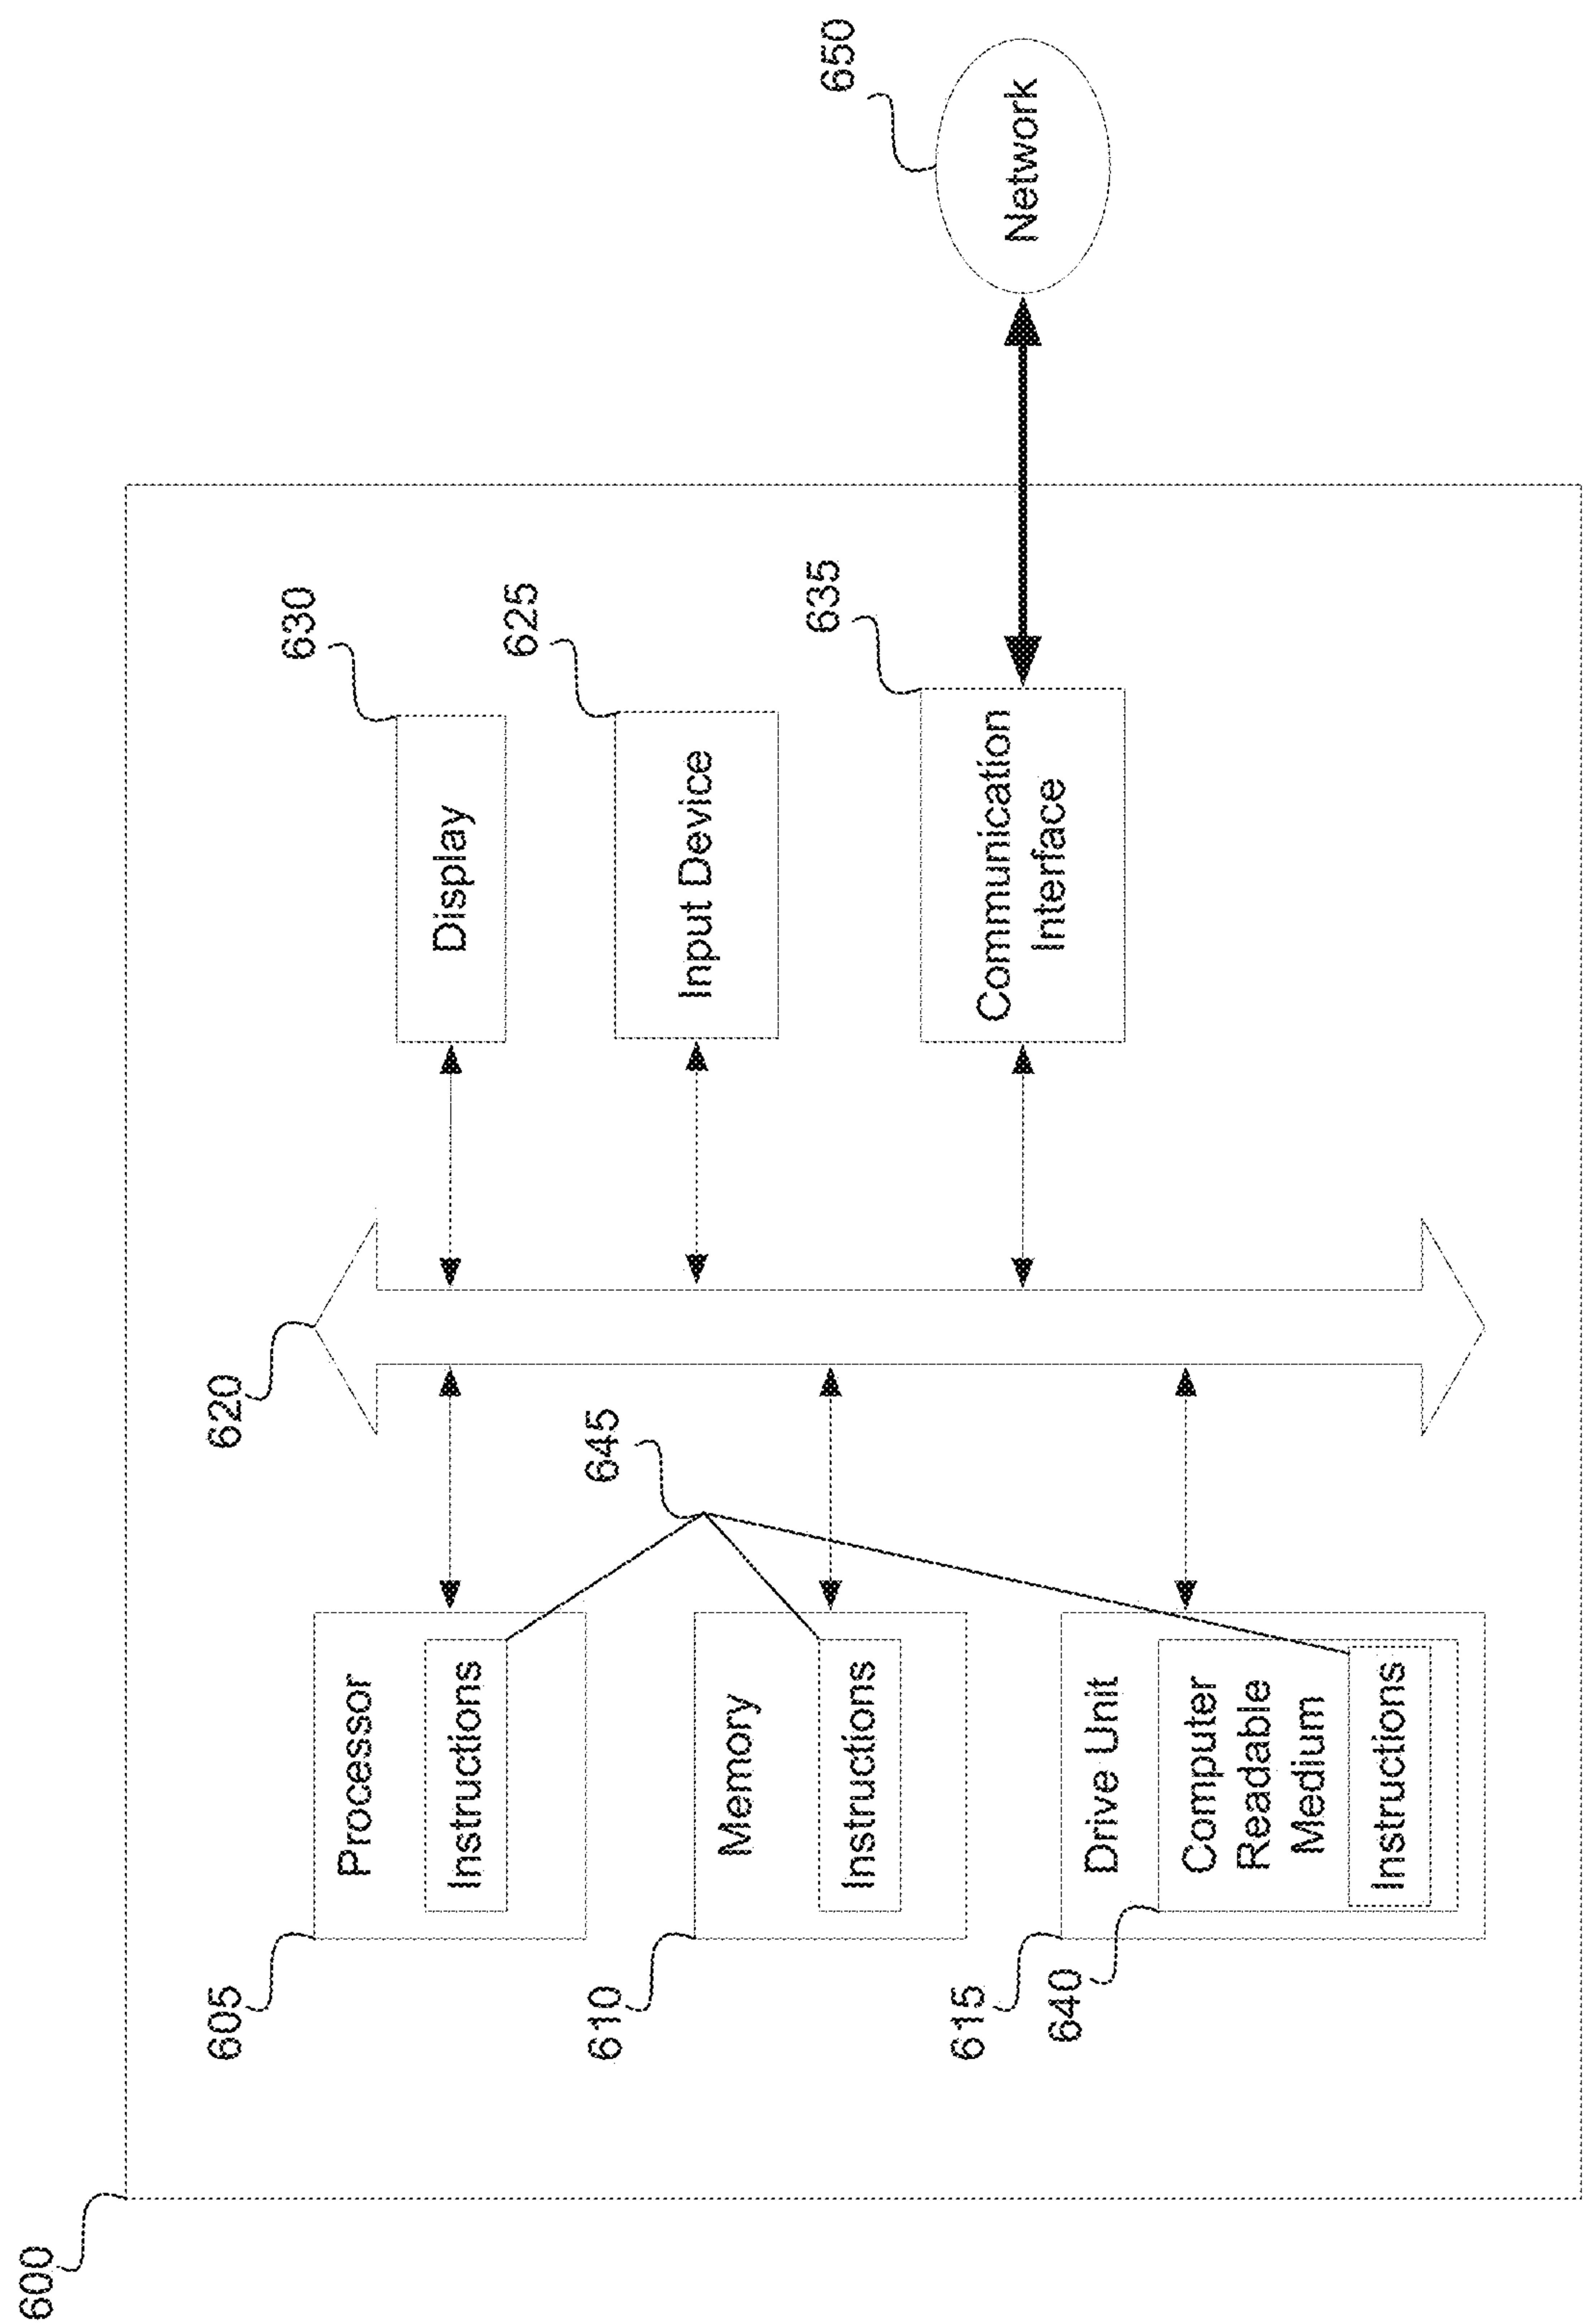 600
620
630
605
Processor
Instructions
Display
645
625
610
Memory
Instructions
Input Device
635
650
615
Drive Unit
640
Computer
Readable
Medium
Instructions
Communication
Interface
Network